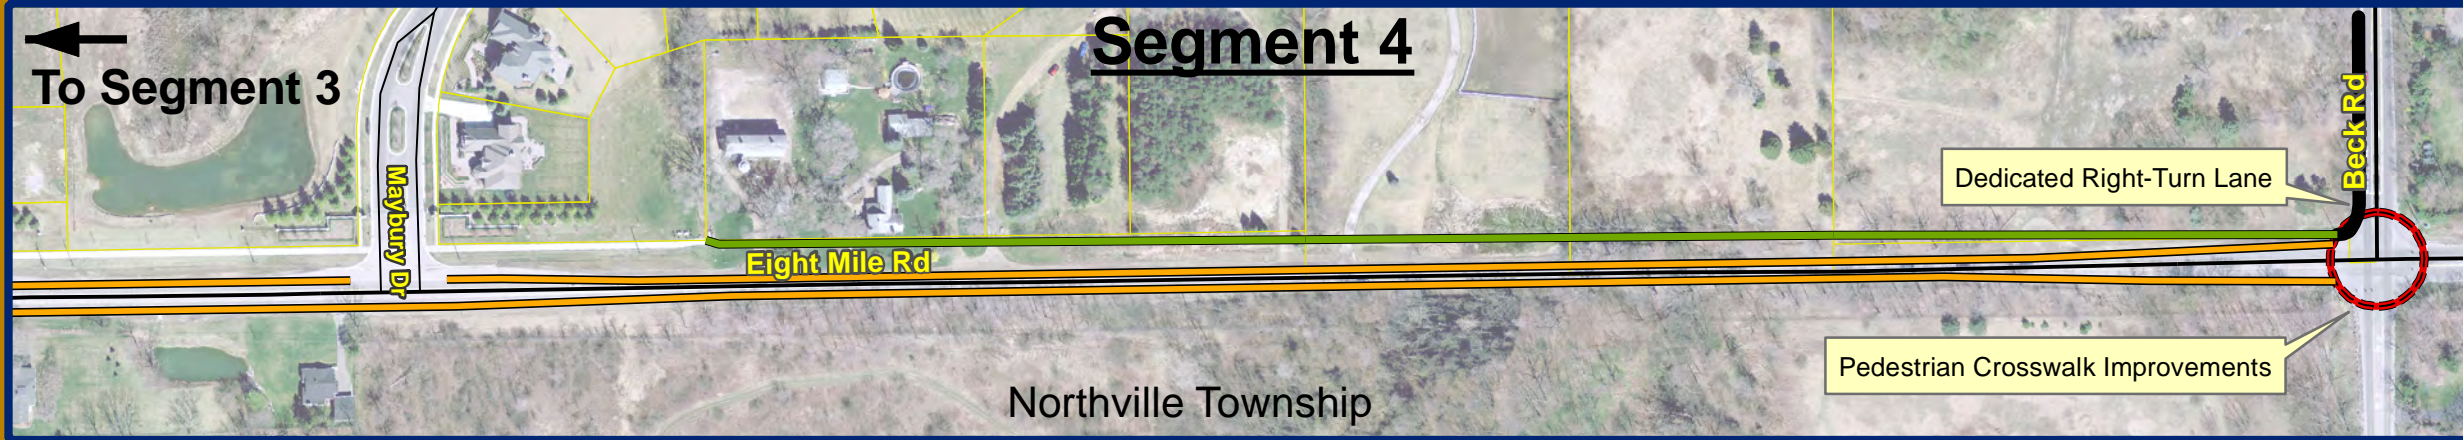 Segment 4
To Segment 3
Maybury Dr
Beck Rd
Dedicated Right-Turn Lane
Eight Mile Rd
Pedestrian Crosswalk Improvements
Northville Township